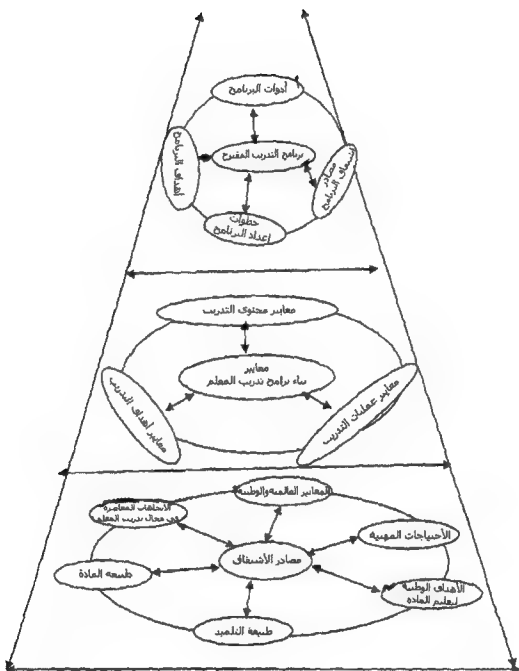 أدوات البرنامج
برنامج التدريب المقترح
أهداف البرنامج
مصادر
اشتقاق البرنامج
خطوات
إعداد البرنامج
معايير محتوى التدريب
معايير
بناء برامج تدريب المعلم
معايير أهداف التدريب
معايير عمليات التدريب
المعايير العالمية والوطنية
الاتجاهات المعاصرة
في مجال تدريب المعلم
الأحتياجات المهنية
مصادر الأشتقاق
طبيعة المادة
الأهداف الوطنية
لتعليم المادة
طبيعة التلميذ